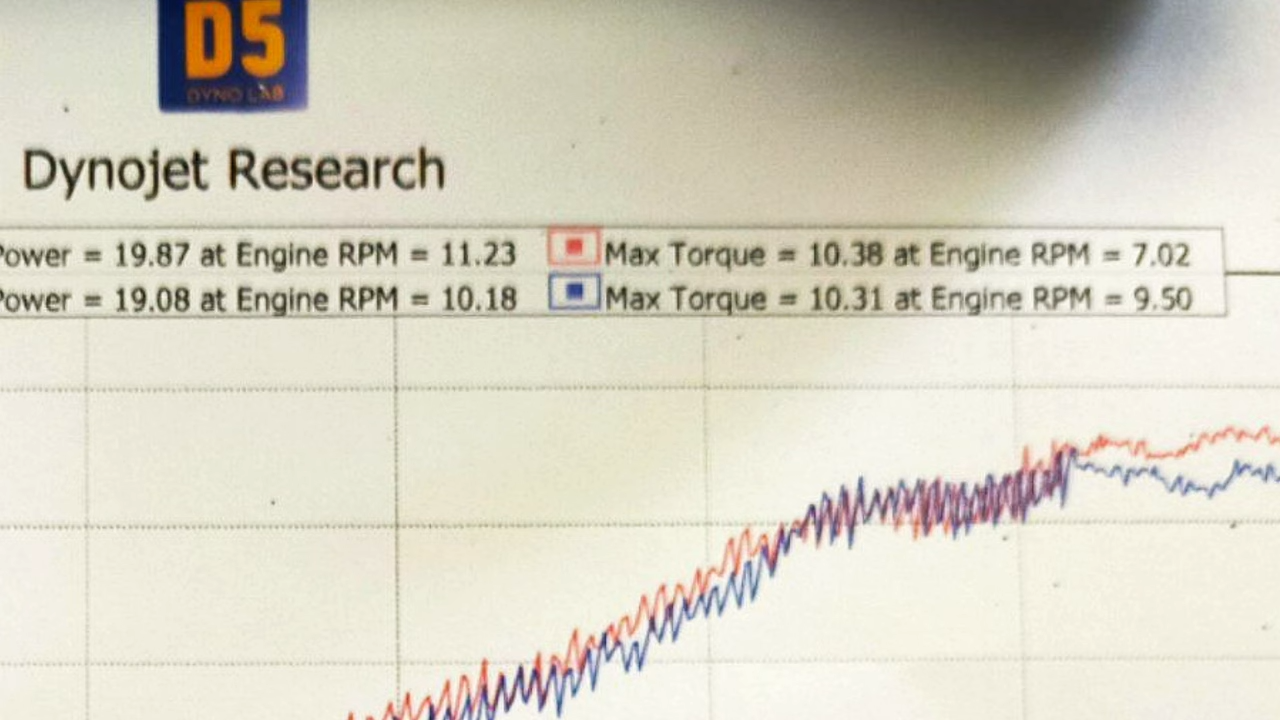 D5
DYNO LAB
Dynojet Research
Power = 19.87 at Engine RPM = 11.23 Max Torque = 10.38 at Engine RPM = 7.02
Power = 19.08 at Engine RPM = 10.18 Max Torque = 10.31 at Engine RPM = 9.50